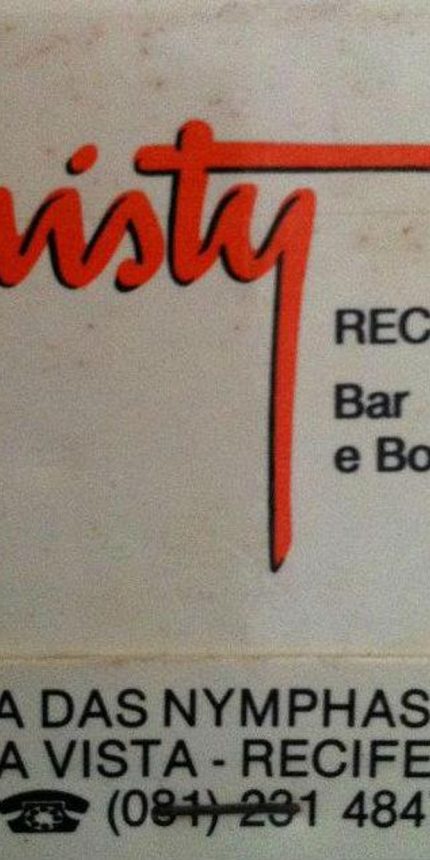 isty
REC
Bar
e Bo
A DAS NYMPHAS
A VISTA - RECIFE
(081) 231 484